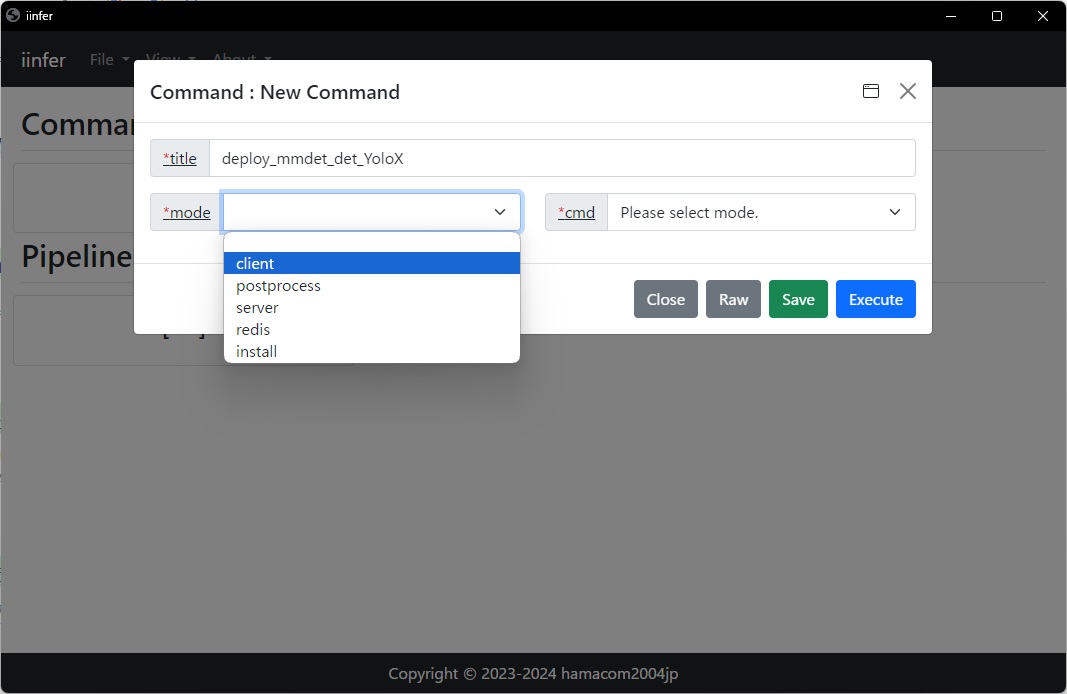 iinfer
iinfer File View About
Command : New Command
Comman
*title deploy_mmdet_det_YoloX
*mode *cmd Please select mode.
client
Pipeline
postprocess
server
redis
install
Close Raw Save Execute
Copyright © 2023-2024 hamacom2004jp